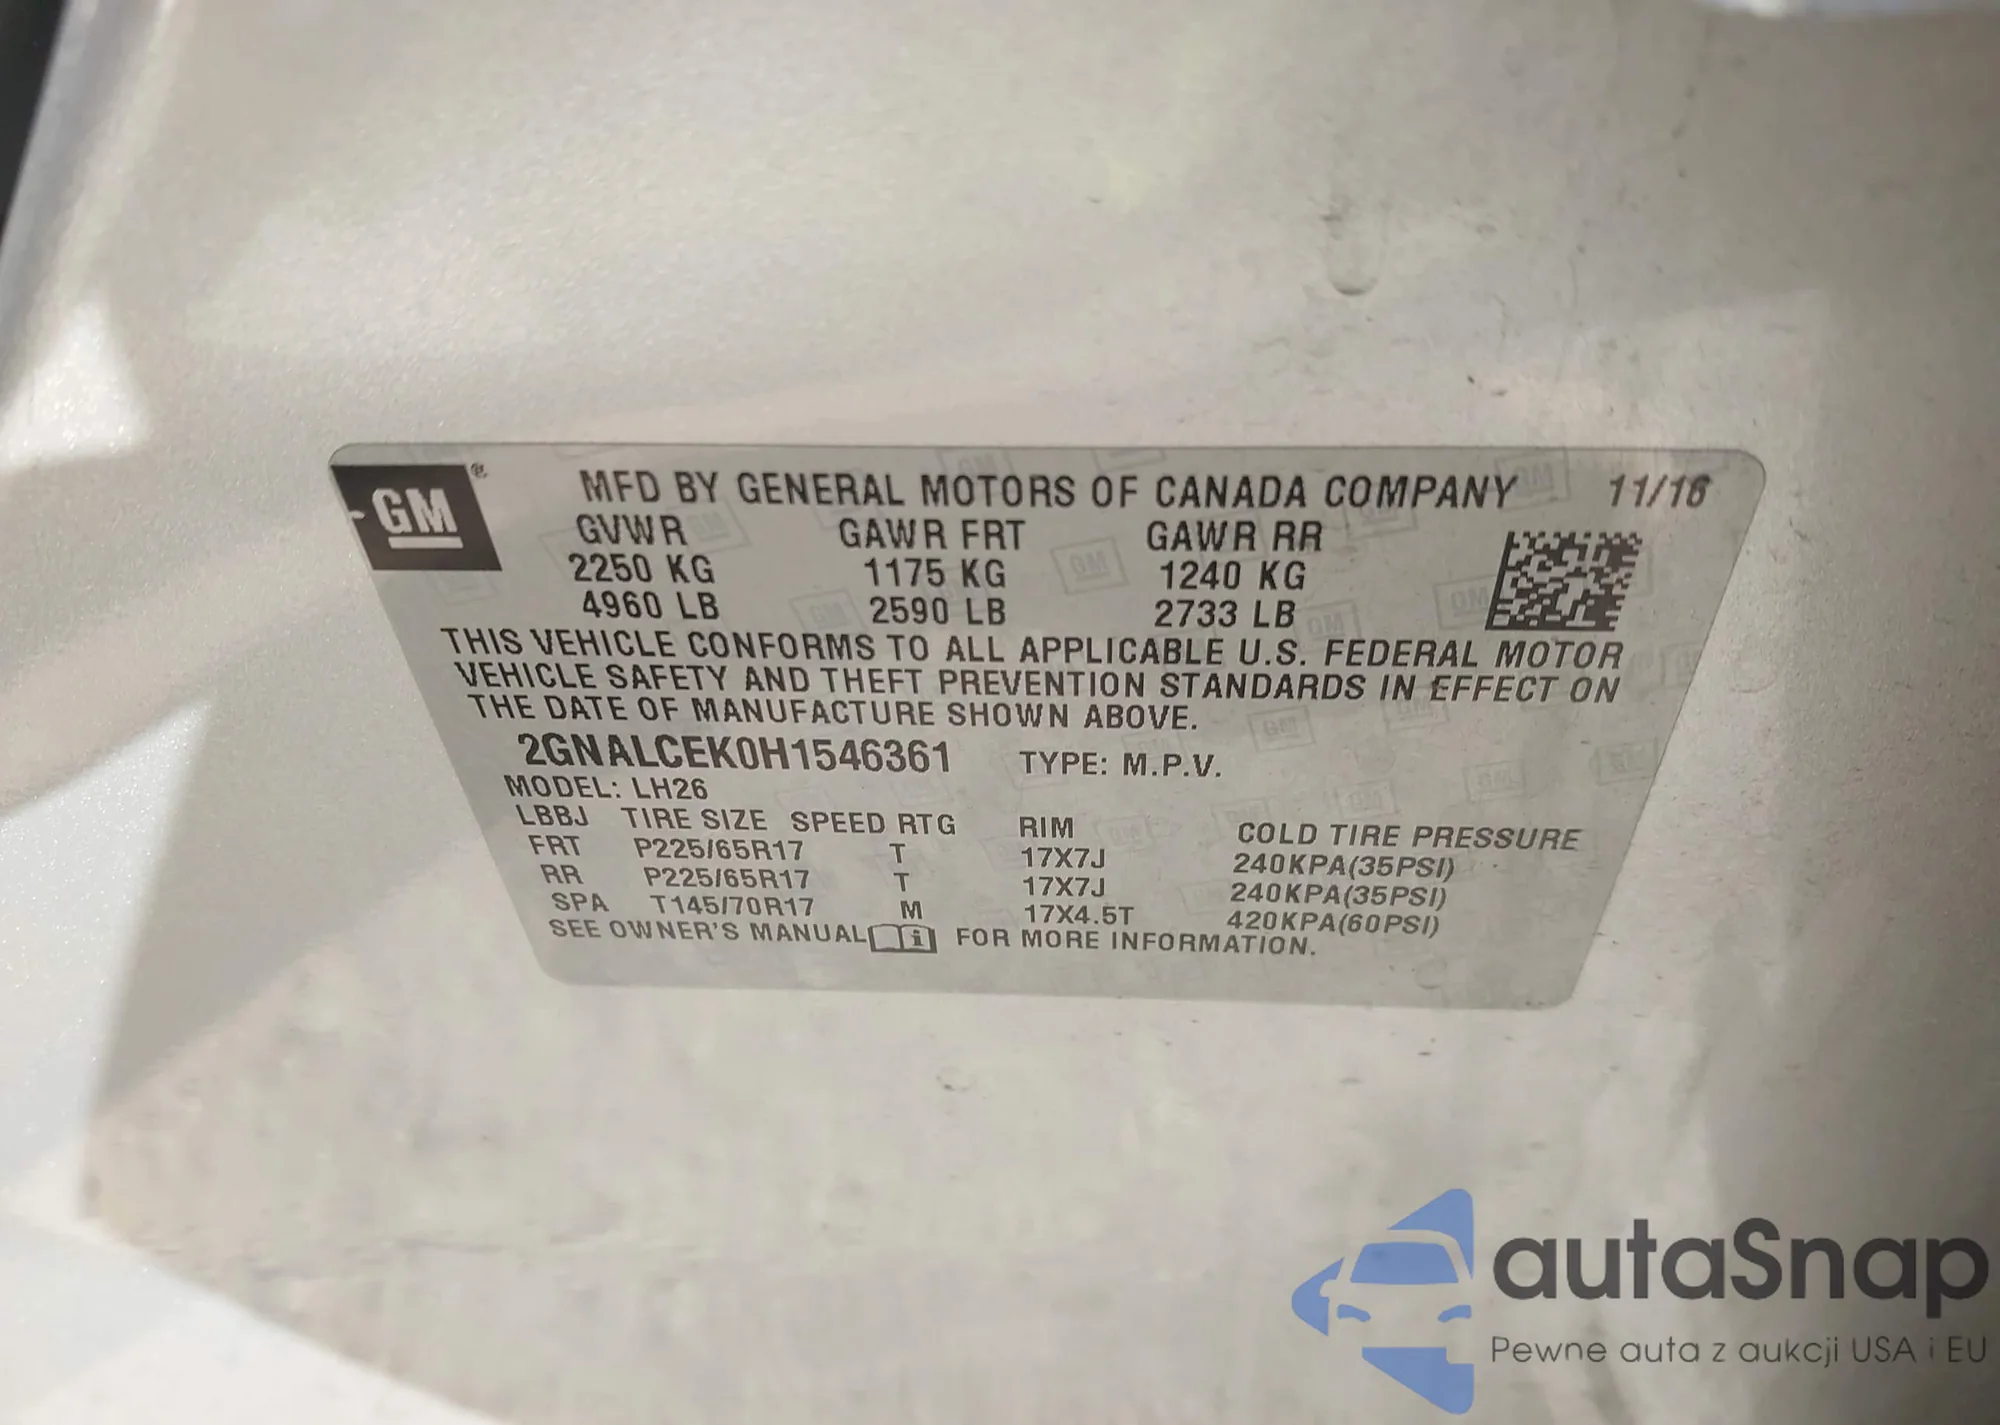 GM®
MFD BY GENERAL MOTORS OF CANADA COMPANY 11/16
GVWR GAWR FRT GAWR RR
2250 KG 1175 KG 1240 KG
4960 LB 2590 LB 2733 LB
THIS VEHICLE CONFORMS TO ALL APPLICABLE U.S. FEDERAL MOTOR
VEHICLE SAFETY AND THEFT PREVENTION STANDARDS IN EFFECT ON
THE DATE OF MANUFACTURE SHOWN ABOVE.
2GNALCEK0H1546361 TYPE: M.P.V.
MODEL: LH26
LBBJ TIRE SIZE SPEED RTG RIM COLD TIRE PRESSURE
FRT P225/65R17 T 17X7J 240KPA(35PSI)
RR P225/65R17 T 17X7J 240KPA(35PSI)
SPA T145/70R17 M 17X4.5T 420KPA(60PSI)
SEE OWNER'S MANUAL i FOR MORE INFORMATION.
autaSnap
Pewne auta z aukcji USA i EU